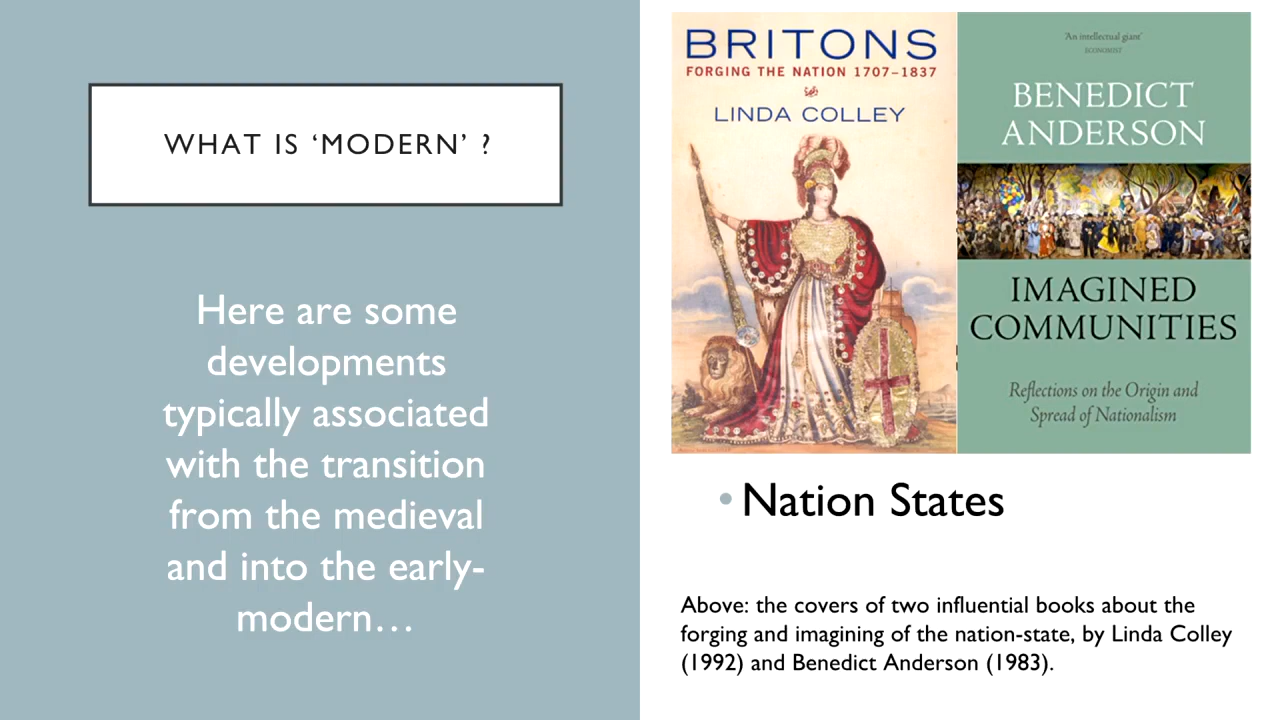 WHAT IS ‘MODERN’ ?
Here are some
developments
typically associated
with the transition
from the medieval
and into the early-
modern…
BRITONS
FORGING THE NATION 1707–1837
LINDA COLLEY
‘An intellectual giant’
ECONOMIST
BENEDICT
ANDERSON
IMAGINED
COMMUNITIES
Reflections on the Origin and
Spread of Nationalism
• Nation States
Above: the covers of two influential books about the
forging and imagining of the nation-state, by Linda Colley
(1992) and Benedict Anderson (1983).